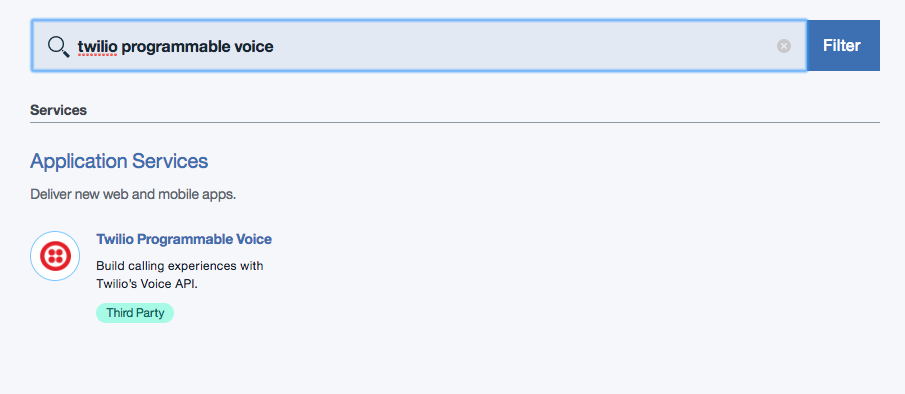 twilio programmable voice
Filter
Services
Application Services
Deliver new web and mobile apps.
Twilio Programmable Voice
Build calling experiences with
Twilio's Voice API.
Third Party